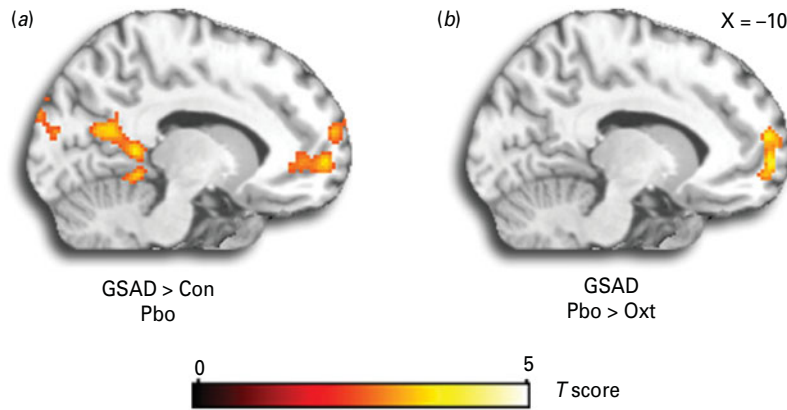 (a)
(b)
X = –10
GSAD > Con
Pbo
GSAD
Pbo > Oxt
0
5
T score